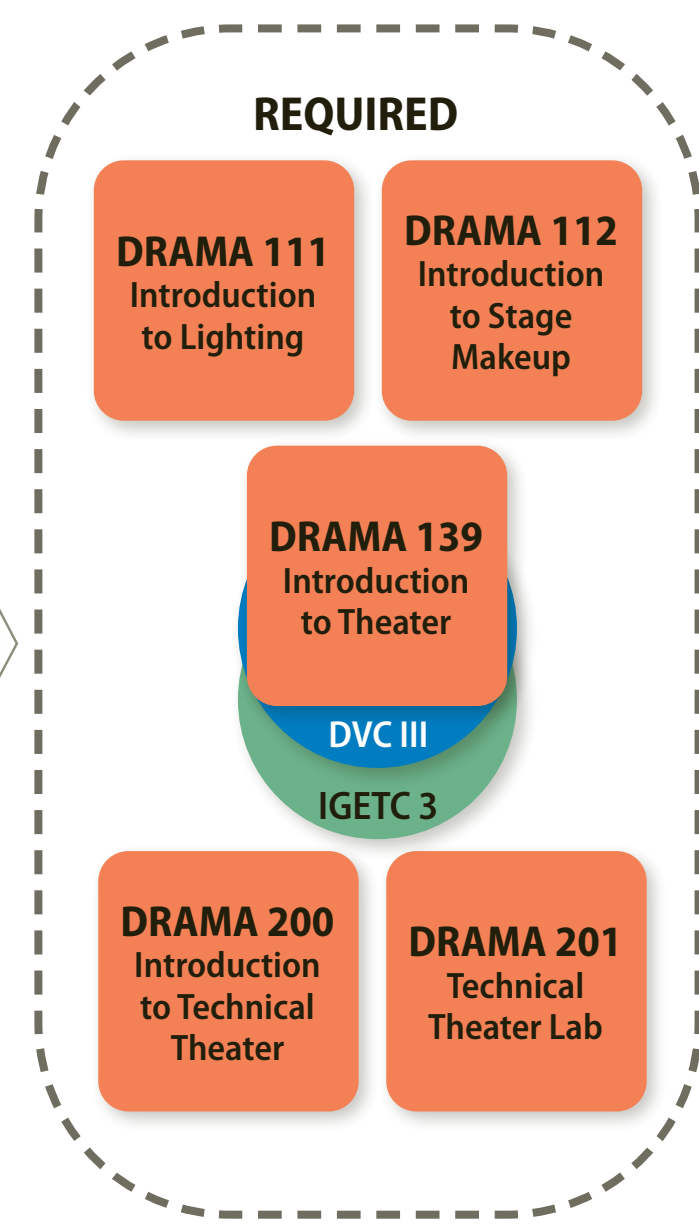 REQUIRED
DRAMA 111
Introduction
to Lighting
DRAMA 112
Introduction
to Stage
Makeup
DRAMA 139
Introduction
to Theater
DVC III
IGETC 3
DRAMA 200
Introduction
to Technical
Theater
DRAMA 201
Technical
Theater Lab